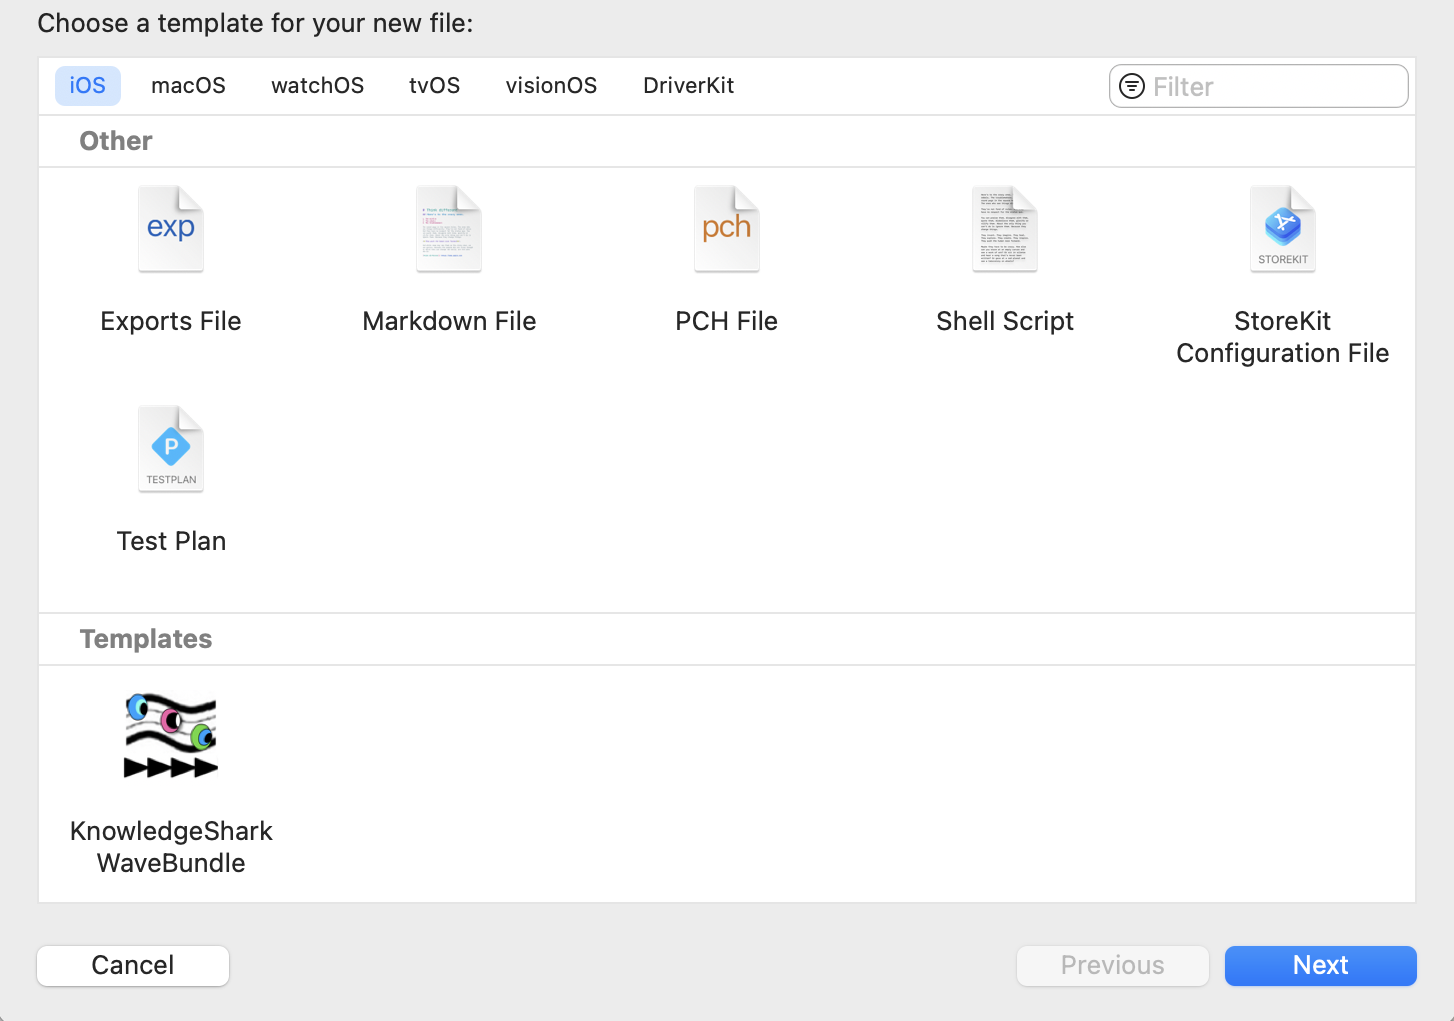 Choose a template for your new file:
iOS macOS watchOS tvOS visionOS DriverKit Filter
Other
exp
pch
STOREKIT
Exports File Markdown File PCH File Shell Script StoreKit
Configuration File
P
TESTPLAN
Test Plan
Templates
KnowledgeShark
WaveBundle
Cancel Previous Next